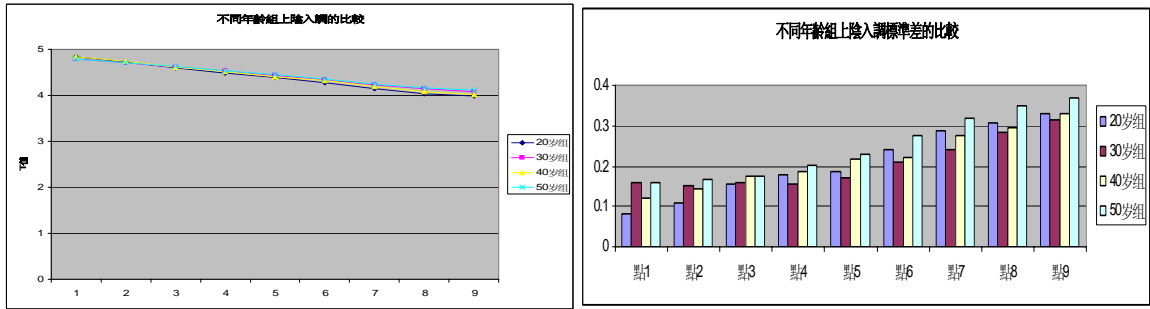 不同年齡組上陰入調的比較
5
4
3
2
1
0
T值
1 2 3 4 5 6 7 8 9
20岁组
30岁组
40岁组
50岁组
不同年齡組上陰入調標準差的比較
0.4
0.3
0.2
0.1
0
點1 點2 點3 點4 點5 點6 點7 點8 點9
20岁组
30岁组
40岁组
50岁组